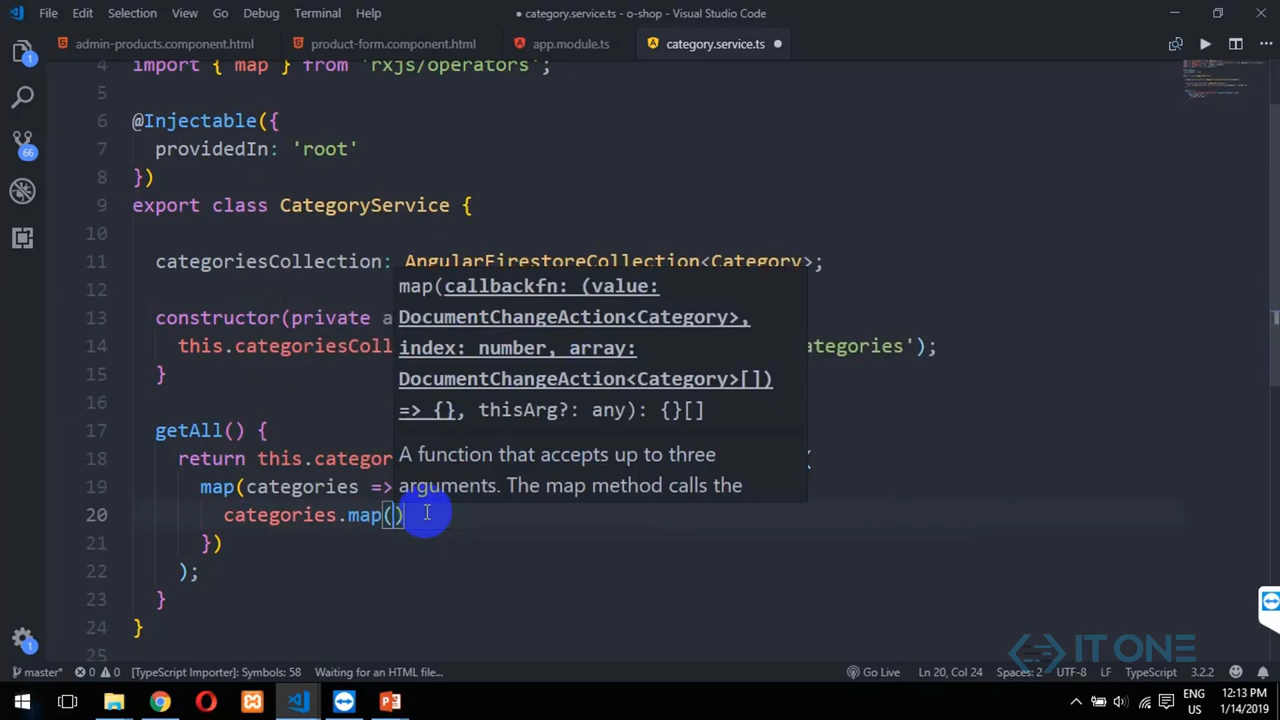 File Edit Selection View Go Debug Terminal Help
● category.service.ts - o-shop - Visual Studio Code
admin-products.component.html product-form.component.html app.module.ts category.service.ts ●
4 import { map } from 'rxjs/operators';
5
6 @Injectable({
7 providedIn: 'root'
8 })
9 export class CategoryService {
10
11 categoriesCollection: AngularFirestoreCollection<Category>;
12
13 constructor(private a
14 this.categoriesColl ategories');
15 }
16
17 getAll() {
18 return this.categor (
19 map(categories =>
20 categories.map()
21 })
22 );
23 }
24 }
25
map(callbackfn: (value:
DocumentChangeAction<Category>,
index: number, array:
DocumentChangeAction<Category>[])
=> {}, thisArg?: any): {}[]
A function that accepts up to three
arguments. The map method calls the
1
66
1
IT ONE
master* 0 0 [TypeScript Importer]: Symbols: 58 Waiting for an HTML file... Go Live Ln 20, Col 24 Spaces: 2 UTF-8 LF TypeScript 3.2.2
ENG 12:13 PM
US 1/14/2019